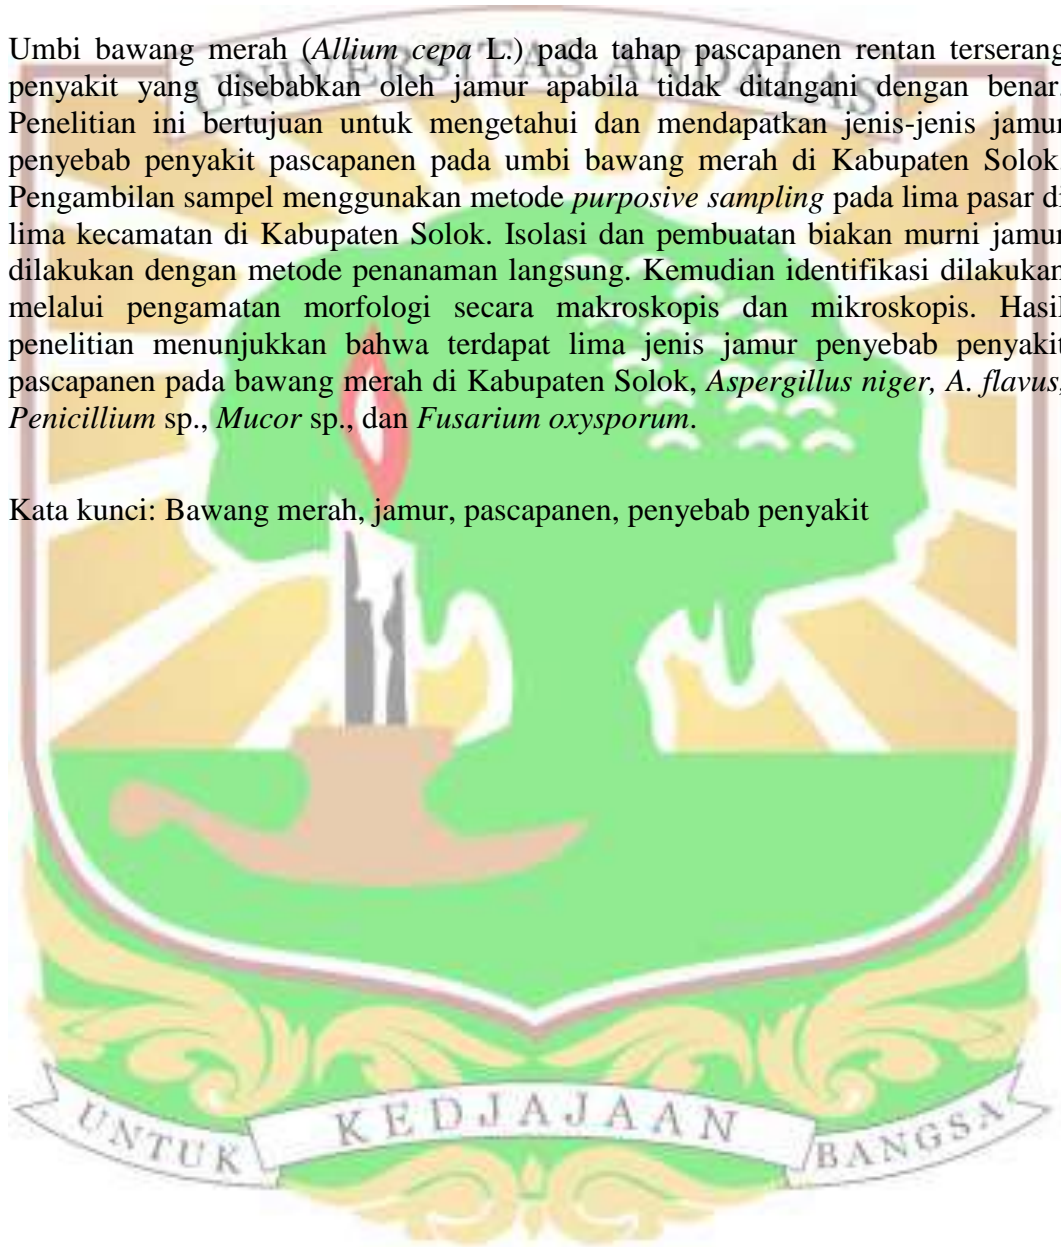 UNIVERSITAS ANDALAS
Umbi bawang merah (Allium cepa L.) pada tahap pascapanen rentan terserang
penyakit yang disebabkan oleh jamur apabila tidak ditangani dengan benar.
Penelitian ini bertujuan untuk mengetahui dan mendapatkan jenis-jenis jamur
penyebab penyakit pascapanen pada umbi bawang merah di Kabupaten Solok.
Pengambilan sampel menggunakan metode purposive sampling pada lima pasar di
lima kecamatan di Kabupaten Solok. Isolasi dan pembuatan biakan murni jamur
dilakukan dengan metode penanaman langsung. Kemudian identifikasi dilakukan
melalui pengamatan morfologi secara makroskopis dan mikroskopis. Hasil
penelitian menunjukkan bahwa terdapat lima jenis jamur penyebab penyakit
pascapanen pada bawang merah di Kabupaten Solok, Aspergillus niger, A. flavus,
Penicillium sp., Mucor sp., dan Fusarium oxysporum.
Kata kunci: Bawang merah, jamur, pascapanen, penyebab penyakit
UNTUK KEDJAJAAN BANGSA